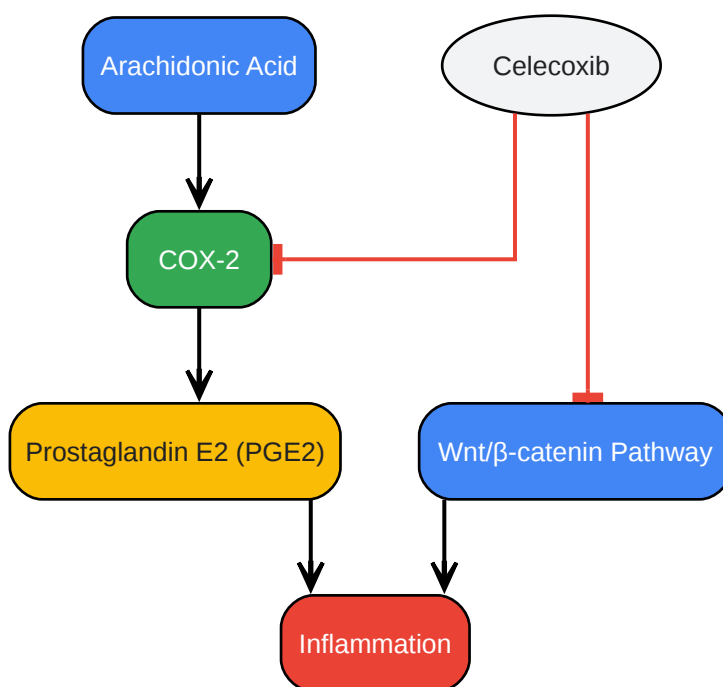 Arachidonic Acid
Celecoxib
COX-2
Prostaglandin E2 (PGE2)
Wnt/β-catenin Pathway
Inflammation